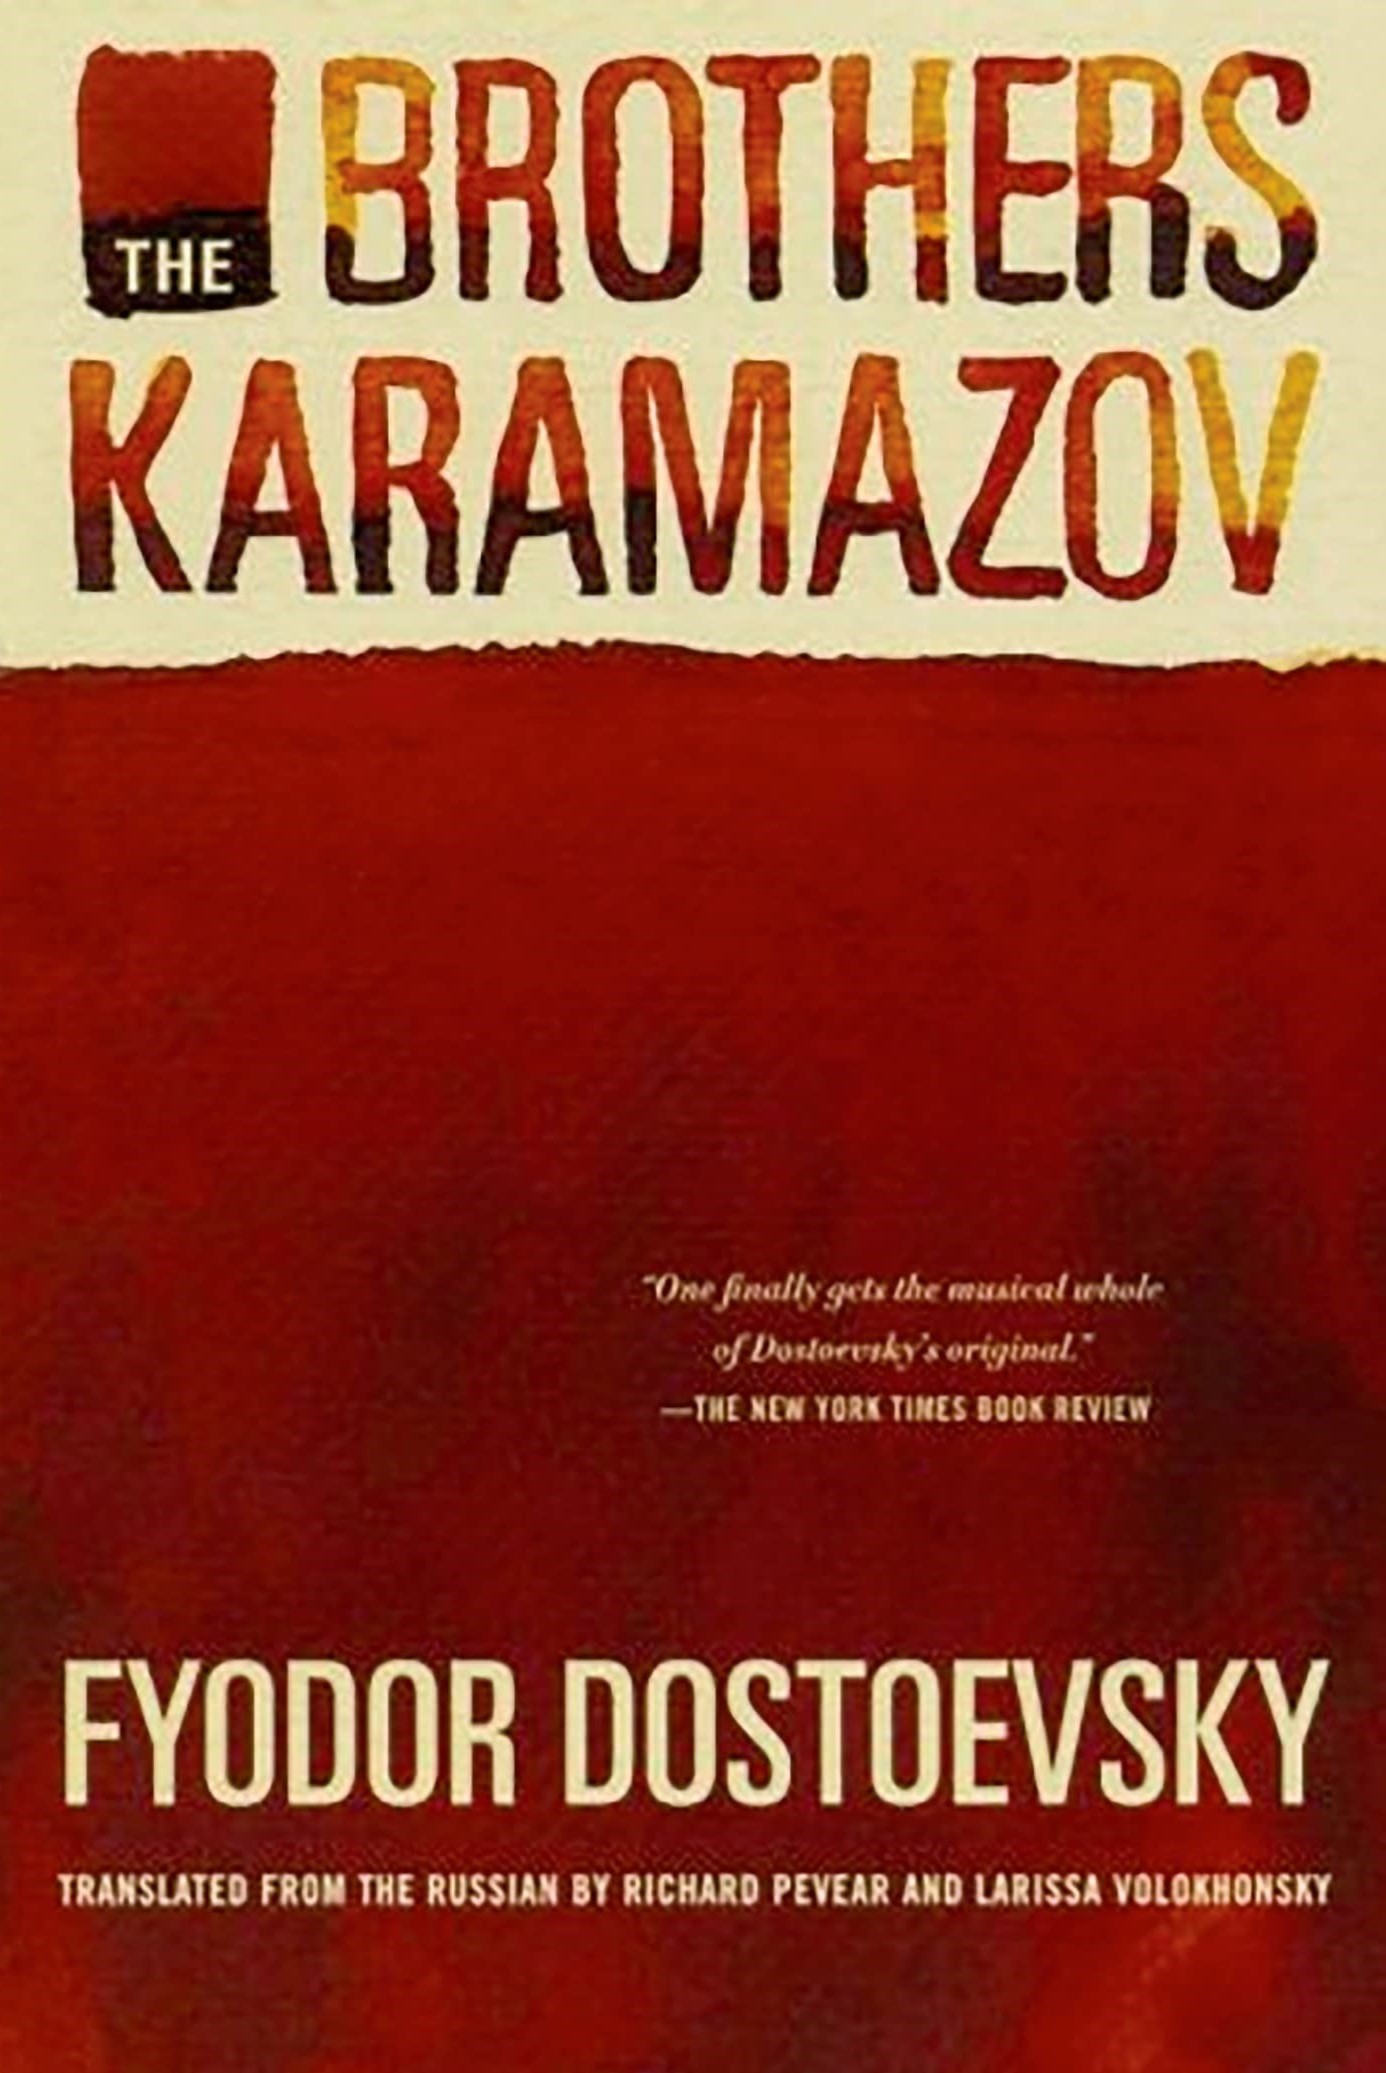 THE BROTHERS
KARAMAZOV
“One finally gets the musical whole
of Dostoevsky’s original.”
—THE NEW YORK TIMES BOOK REVIEW
FYODOR DOSTOEVSKY
TRANSLATED FROM THE RUSSIAN BY RICHARD PEVEAR AND LARISSA VOLOKHONSKY